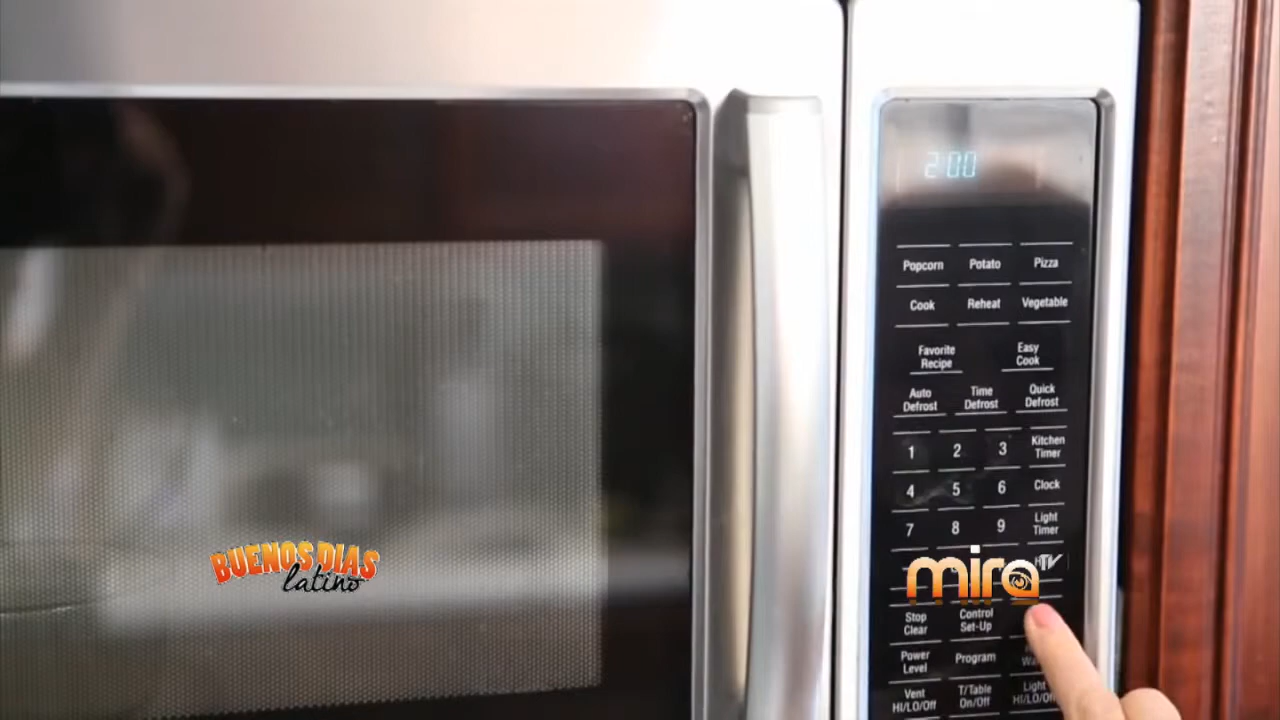 2:00
Popcorn Potato Pizza
Cook Reheat Vegetable
Favorite Recipe Easy Cook
Auto Defrost Time Defrost Quick Defrost
1 2 3 Kitchen Timer
4 5 6 Clock
7 8 9 Light Timer
BUENOS DIAS
latino
mira TV
Stop Clear Control Set-Up
Power Level Program
Vent HI/LO/Off T/Table On/Off Light HI/LO/Off